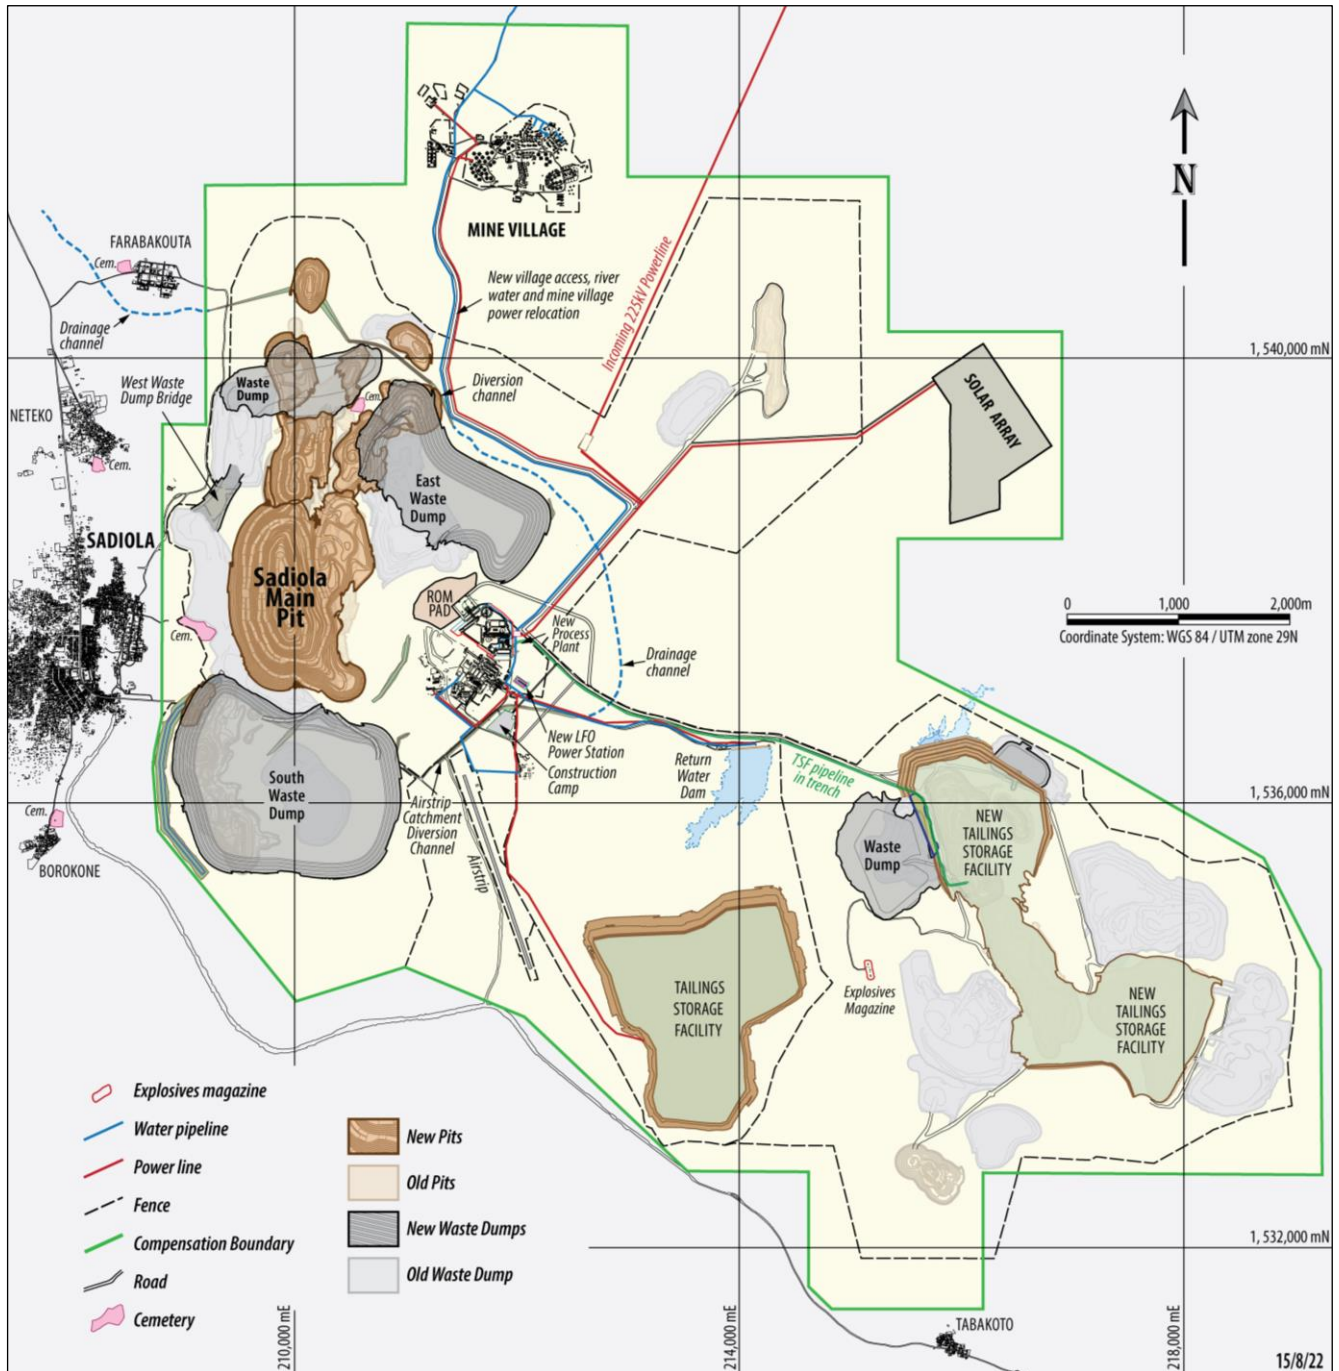 MINE VILLAGE
N
FARABAKOUTA
Cem.
Drainage
channel
New village access, river
water and mine village
power relocation
Incoming 225kV Powerline
1, 540,000 mN
West Waste
Dump Bridge
Waste
Dump
Cem.
Diversion
channel
SOLAR ARRAY
NETEKO
Cem.
East
Waste
Dump
SADIOLA
Sadiola
Main
Pit
ROM
PAD
0 1,000 2,000m
Coordinate System: WGS 84 / UTM zone 29N
Cem.
New
Process
Plant
Drainage
channel
New LFO
Power Station
Construction
Camp
Return
Water
Dam
TSF pipeline
in trench
South
Waste
Dump
Airstrip
Catchment
Diversion
Channel
Airstrip
1, 536,000 mN
Cem.
BOROKONE
Waste
Dump
NEW
TAILINGS
STORAGE
FACILITY
TAILINGS
STORAGE
FACILITY
Explosives
Magazine
NEW
TAILINGS
STORAGE
FACILITY
Explosives magazine
Water pipeline
Power line
Fence
Compensation Boundary
Road
Cemetery
New Pits
Old Pits
New Waste Dumps
Old Waste Dump
1, 532,000 mN
210,000 mE
214,000 mE
218,000 mE
TABAKOTO
15/8/22